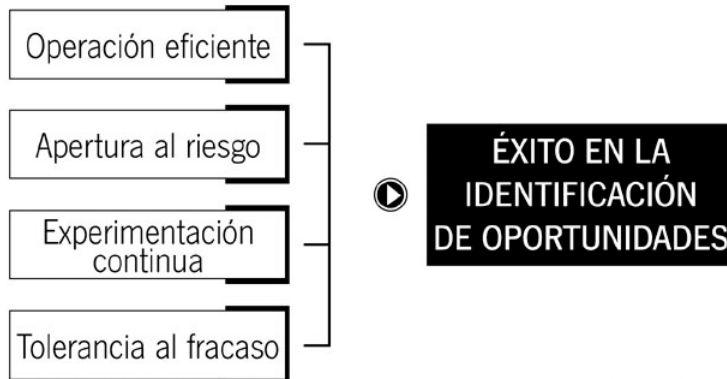 Operación eficiente
Apertura al riesgo
Experimentación
continua
Tolerancia al fracaso
ÉXITO EN LA
IDENTIFICACIÓN
DE OPORTUNIDADES